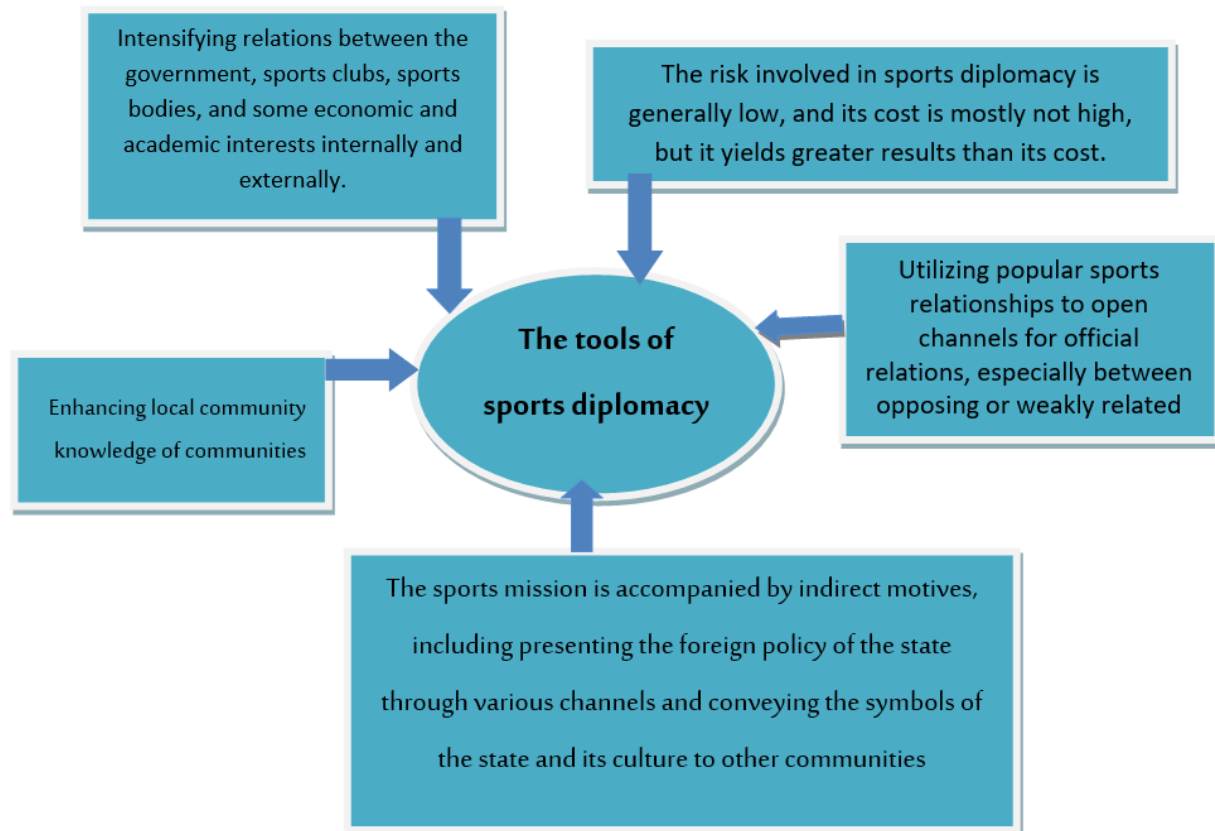 Intensifying relations between the
government, sports clubs, sports
bodies, and some economic and
academic interests internally and
externally.
The risk involved in sports diplomacy is
generally low, and its cost is mostly not high,
but it yields greater results than its cost.
Utilizing popular sports
relationships to open
channels for official
relations, especially between
opposing or weakly related
The tools of
sports diplomacy
Enhancing local community
knowledge of communities
The sports mission is accompanied by indirect motives,
including presenting the foreign policy of the state
through various channels and conveying the symbols of
the state and its culture to other communities